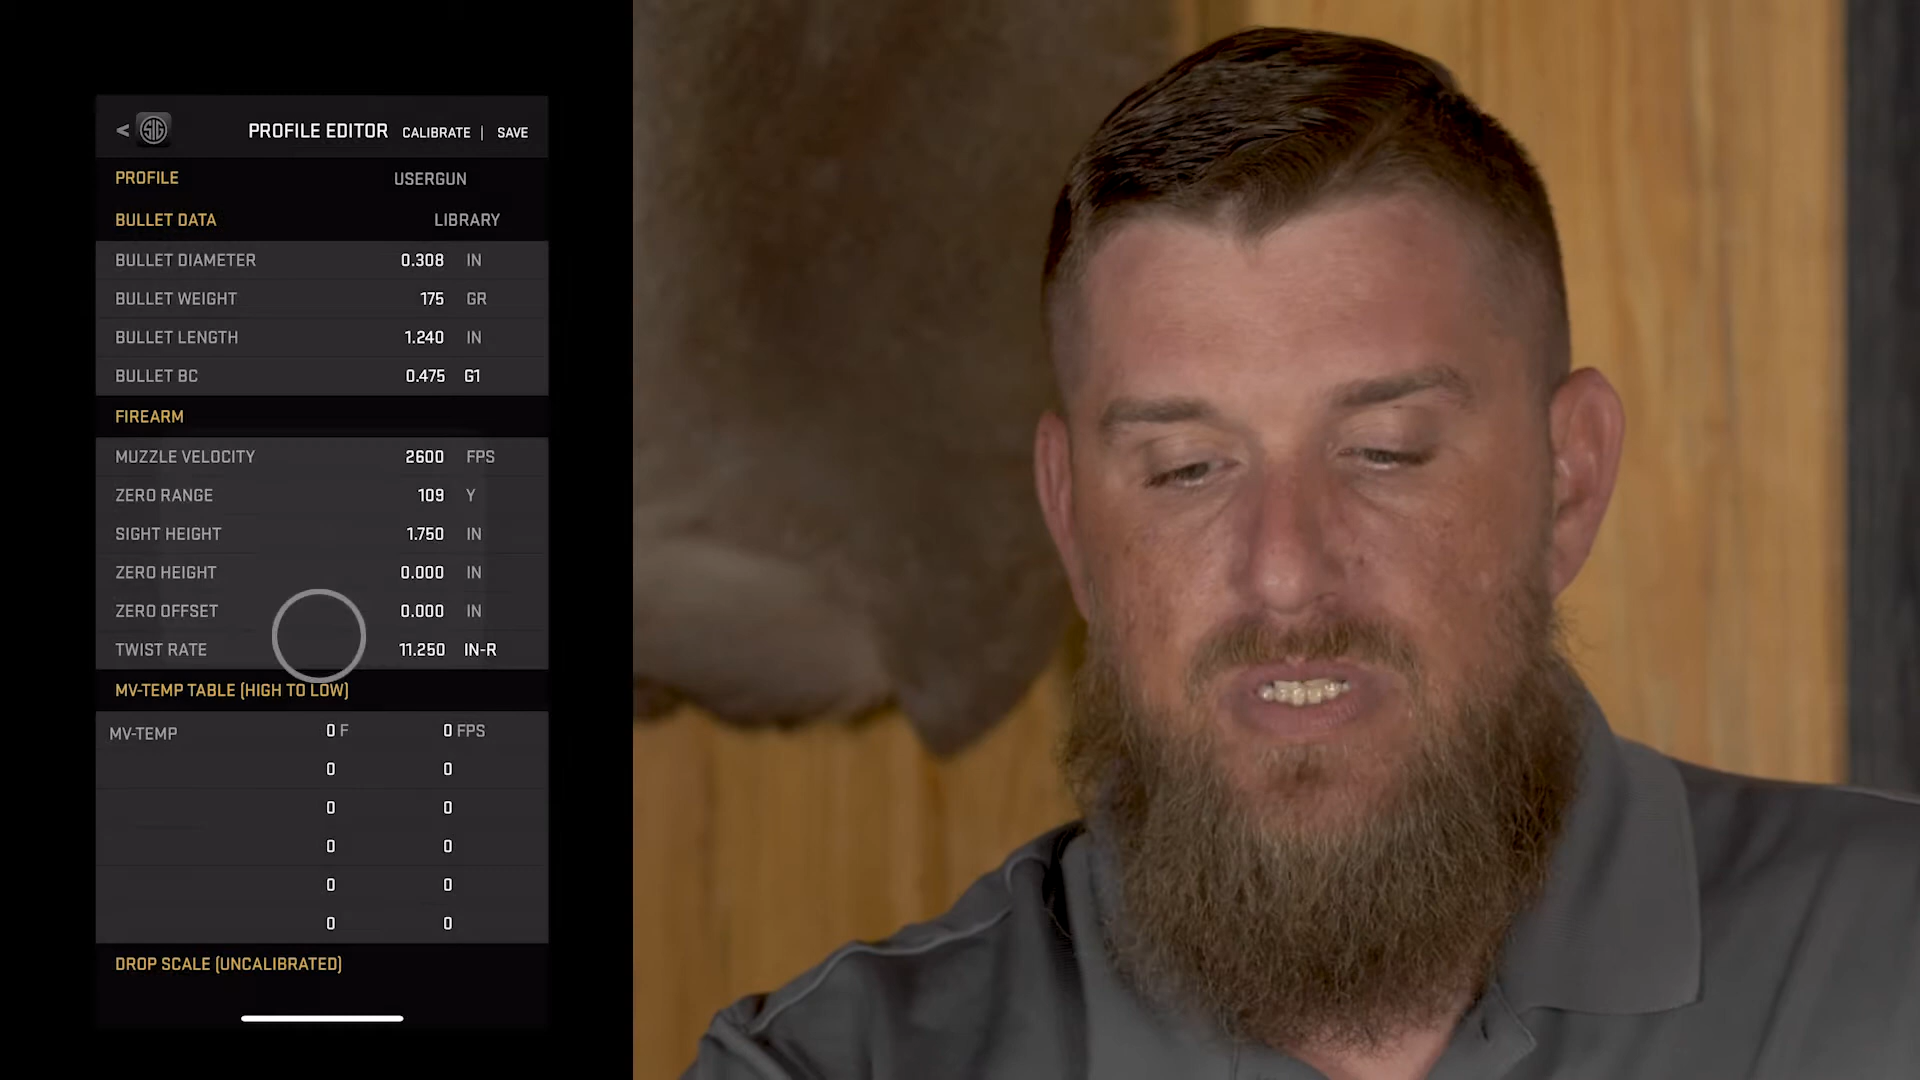 < SIG PROFILE EDITOR CALIBRATE | SAVE
PROFILE USERGUN
BULLET DATA LIBRARY
BULLET DIAMETER 0.308 IN
BULLET WEIGHT 175 GR
BULLET LENGTH 1.240 IN
BULLET BC 0.475 G1
FIREARM
MUZZLE VELOCITY 2600 FPS
ZERO RANGE 109 Y
SIGHT HEIGHT 1.750 IN
ZERO HEIGHT 0.000 IN
ZERO OFFSET 0.000 IN
TWIST RATE 11.250 IN-R
MV-TEMP TABLE (HIGH TO LOW)
MV-TEMP 0 F 0 FPS
0 0
0 0
0 0
0 0
0 0
DROP SCALE (UNCALIBRATED)